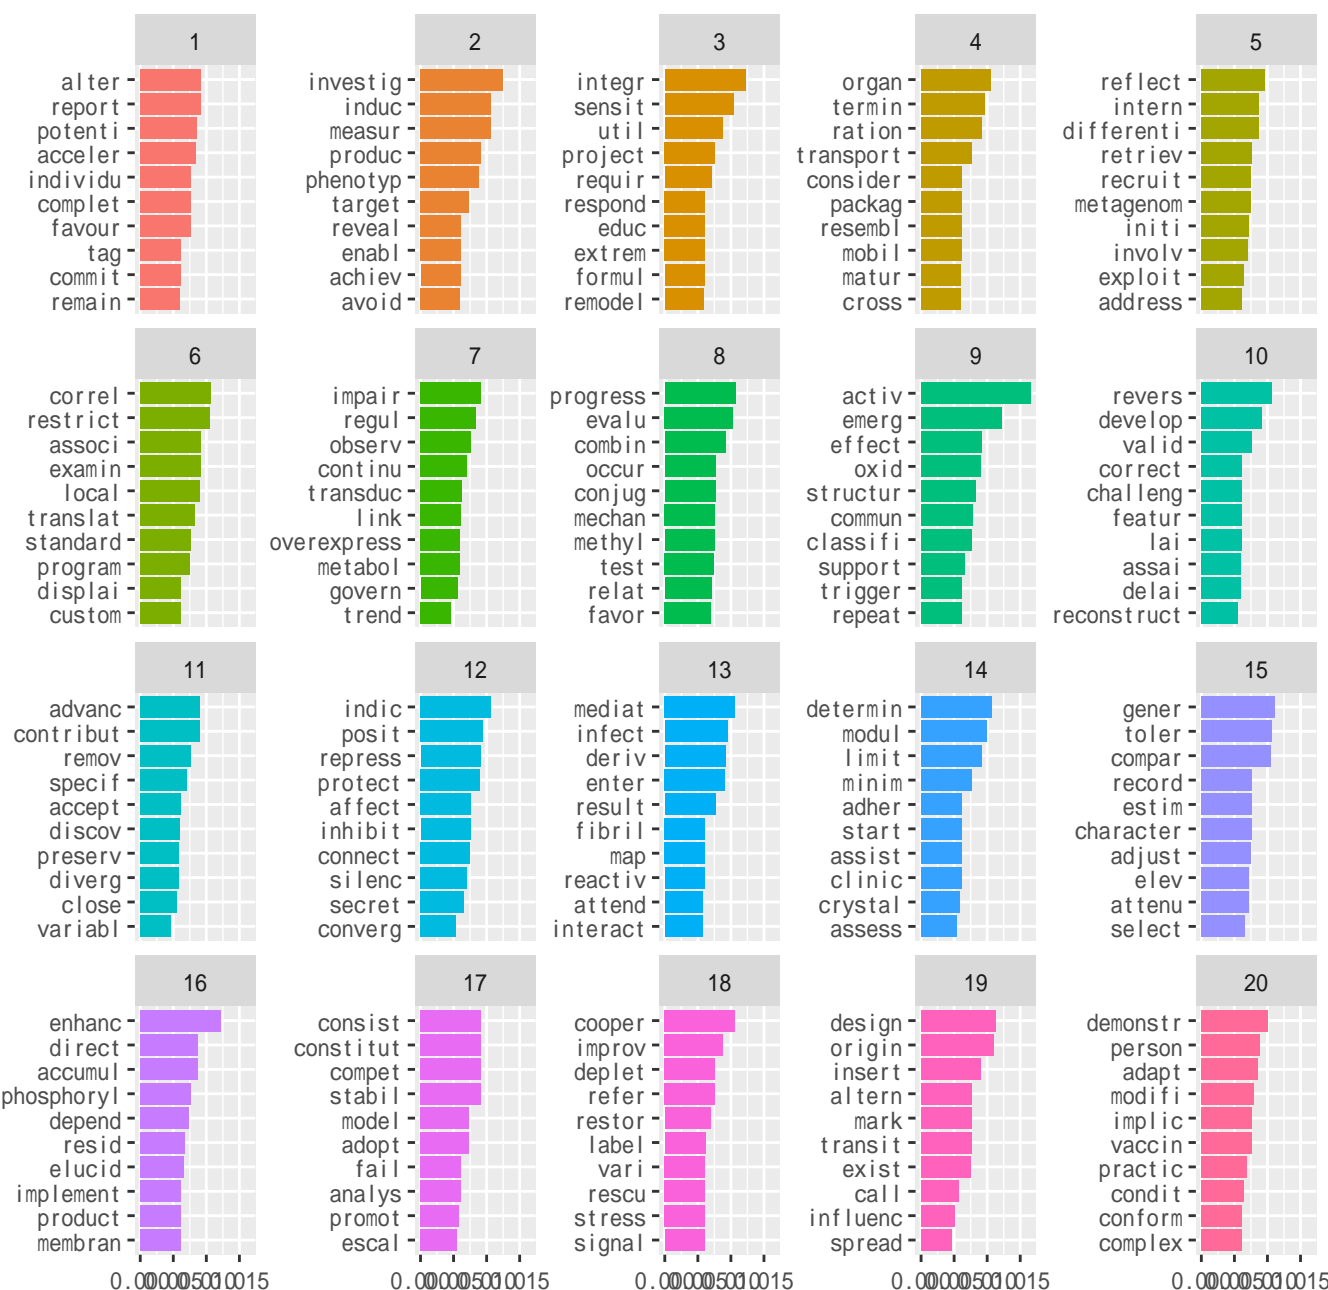 1
alter
report
potenti
acceler
individu
complet
favour
tag
commit
remain
2
investig
induc
measur
produc
phenotyp
target
reveal
enabl
achiev
avoid
3
integr
sensit
util
project
requir
respond
educ
extrem
formul
remodel
4
organ
termin
ration
transport
consider
packag
resembl
mobil
matur
cross
5
reflect
intern
differenti
retriev
recruit
metagenom
initi
involv
exploit
address
6
correl
restrict
associ
examin
local
translat
standard
program
displai
custom
7
impair
regul
observ
continu
transduc
link
overexpress
metabol
govern
trend
8
progress
evalu
combin
occur
conjug
mechan
methyl
test
relat
favor
9
activ
emerg
effect
oxid
structur
commun
classifi
support
trigger
repeat
10
revers
develop
valid
correct
challeng
featur
lai
assai
delai
reconstruct
11
advanc
contribut
remov
specif
accept
discov
preserv
diverg
close
variabl
12
indic
posit
repress
protect
affect
inhibit
connect
silenc
secret
converg
13
mediat
infect
deriv
enter
result
fibril
map
reactiv
attend
interact
14
determin
modul
limit
minim
adher
start
assist
clinic
crystal
assess
15
gener
toler
compar
record
estim
character
adjust
elev
attenu
select
16
enhanc
direct
accumul
phosphoryl
depend
resid
elucid
implement
product
membran
17
consist
constitut
compet
stabil
model
adopt
fail
analys
promot
escal
18
cooper
improv
deplet
refer
restor
label
vari
rescu
stress
signal
19
design
origin
insert
altern
mark
transit
exist
call
influenc
spread
20
demonstr
person
adapt
modifi
implic
vaccin
practic
condit
conform
complex